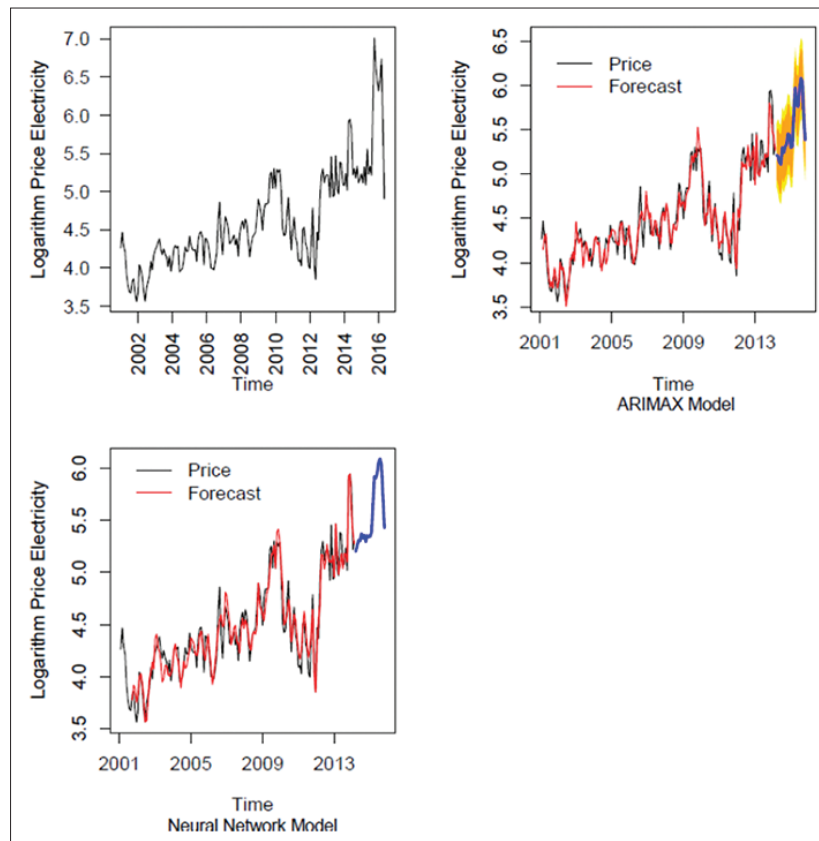 Logarithm Price Electricity
7.0
6.5
6.0
5.5
5.0
4.5
4.0
3.5
2002
2004
2006
2008
2010
2012
2014
2016
Time
Logarithm Price Electricity
6.5
6.0
5.5
5.0
4.5
4.0
3.5
Price
Forecast
2001 2005 2009 2013
Time
ARIMAX Model
Logarithm Price Electricity
6.0
5.5
5.0
4.5
4.0
3.5
Price
Forecast
2001 2005 2009 2013
Time
Neural Network Model